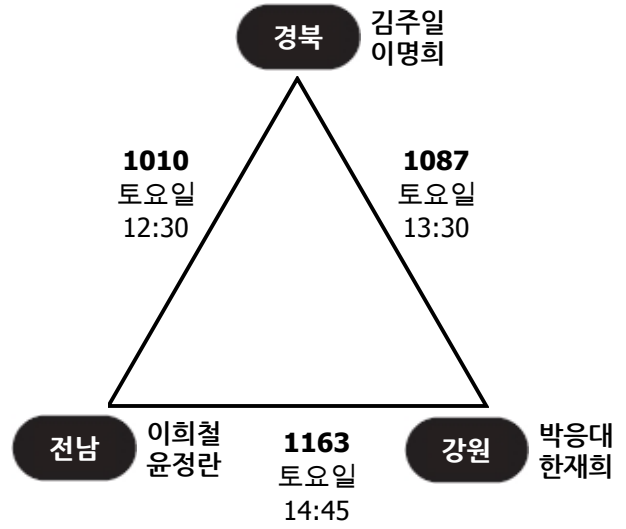 경북
김주일
이명희
1010
토요일
12:30
1087
토요일
13:30
전남
이희철
윤정란
1163
토요일
14:45
강원
박응대
한재희